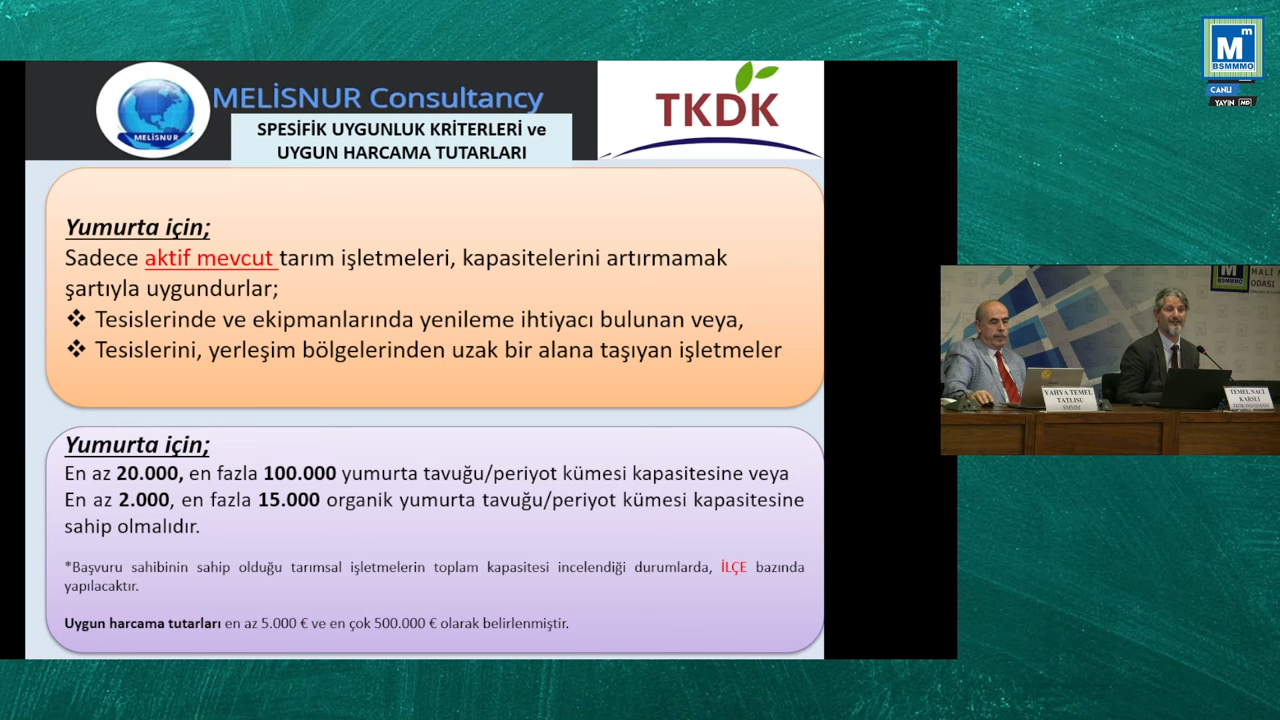 Mm
BSMMMO
CANLI
YAYIN HD
MELİSNUR
MELİSNUR Consultancy
TKDK
SPESİFİK UYGUNLUK KRİTERLERİ ve
UYGUN HARCAMA TUTARLARI
Yumurta için;
Sadece aktif mevcut tarım işletmeleri, kapasitelerini artırmamak
şartıyla uygundurlar;
❖ Tesislerinde ve ekipmanlarında yenileme ihtiyacı bulunan veya,
❖ Tesislerini, yerleşim bölgelerinden uzak bir alana taşıyan işletmeler
Yumurta için;
En az 20.000, en fazla 100.000 yumurta tavuğu/periyot kümesi kapasitesine veya
En az 2.000, en fazla 15.000 organik yumurta tavuğu/periyot kümesi kapasitesine
sahip olmalıdır.
*Başvuru sahibinin sahip olduğu tarımsal işletmelerin toplam kapasitesi incelendiği durumlarda, İLÇE bazında
yapılacaktır.
Uygun harcama tutarları en az 5.000 € ve en çok 500.000 € olarak belirlenmiştir.
BSMMMO
MALİ
ODASI
YAHYA TEMEL
TATLISU
SMMM
TEMEL NACİ